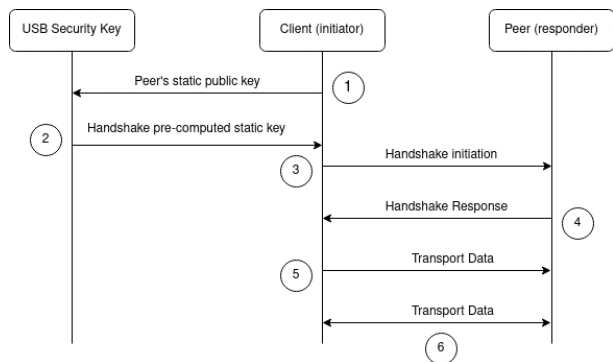 USB Security Key
Client (initiator)
Peer (responder)
Peer's static public key
1
2
Handshake pre-computed static key
3
Handshake initiation
Handshake Response
4
5
Transport Data
Transport Data
6